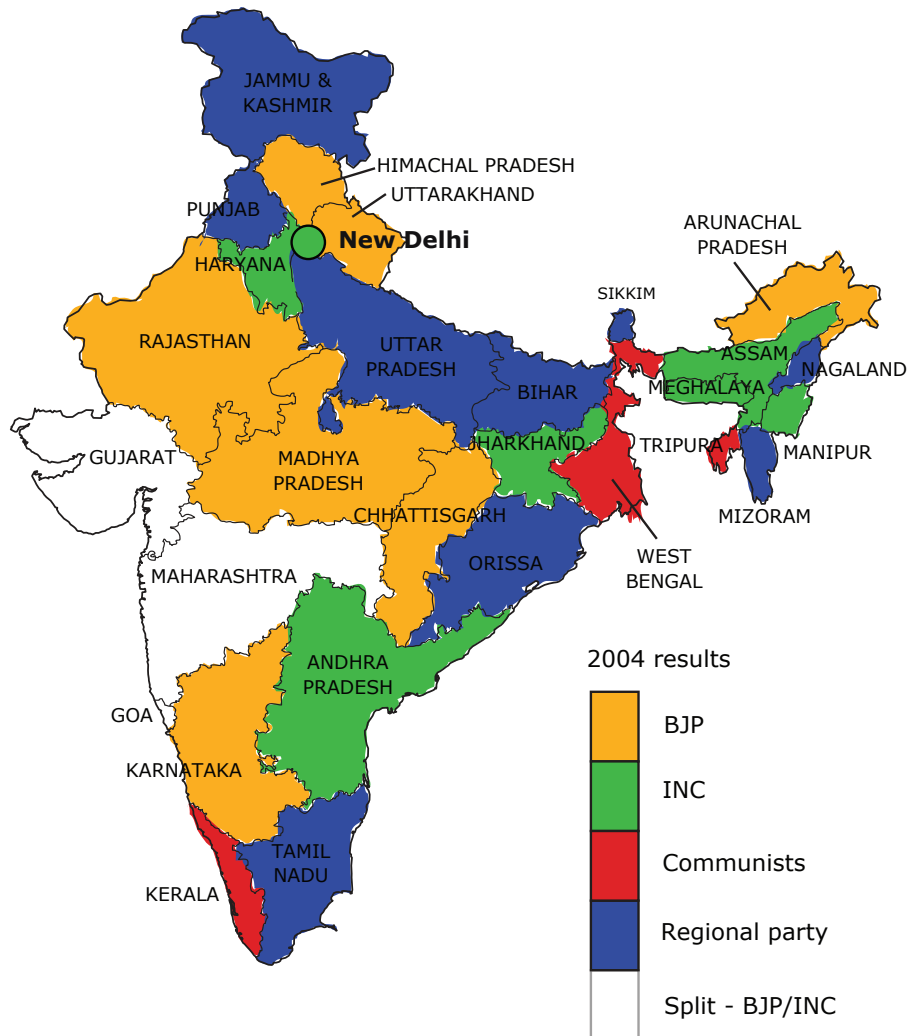 JAMMU &
KASHMIR
HIMACHAL PRADESH
UTTARAKHAND
PUNJAB
New Delhi
HARYANA
ARUNACHAL
PRADESH
SIKKIM
RAJASTHAN
UTTAR
PRADESH
ASSAM
NAGALAND
BIHAR
MEGHALAYA
GUJARAT
MADHYA
PRADESH
JHARKHAND
TRIPURA
MANIPUR
CHHATTISGARH
MIZORAM
MAHARASHTRA
ORISSA
WEST
BENGAL
ANDHRA
PRADESH
GOA
KARNATAKA
TAMIL
NADU
KERALA
2004 results
BJP
INC
Communists
Regional party
Split - BJP/INC